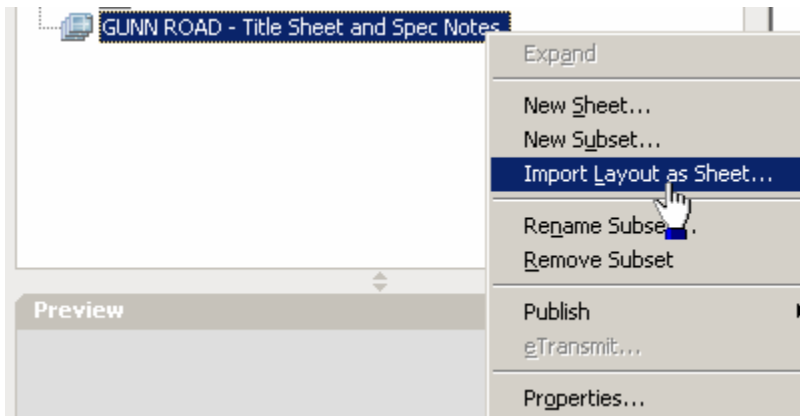 GUNN ROAD - Title Sheet and Spec Notes
Expand
New Sheet...
New Subset...
Import Layout as Sheet...
Rename Subse
Remove Subset
Preview
Publish
eTransmit...
Properties...